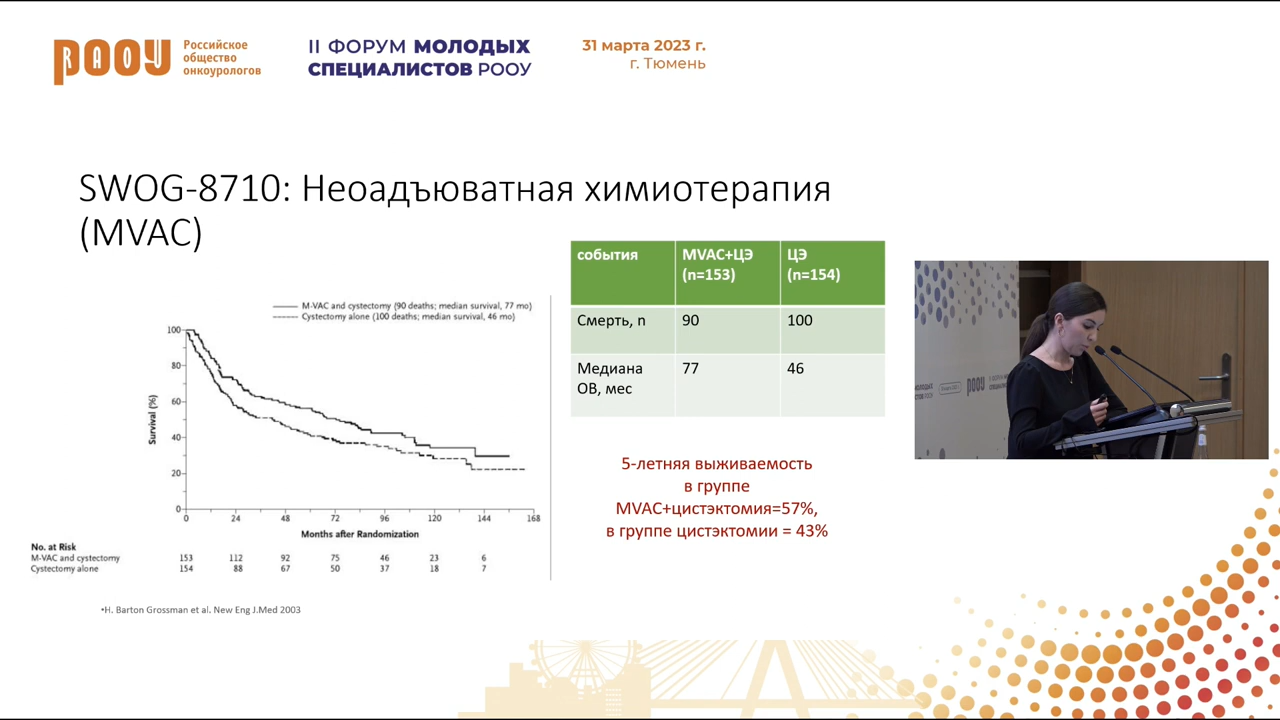 РООУ
RAOU
Российское
общество
онкоурологов
II ФОРУМ МОЛОДЫХ
СПЕЦИАЛИСТОВ РООУ
31 марта 2023 г.
г. Тюмень
SWOG-8710: Неоадъюватная химиотерапия
(MVAC)
M-VAC and cystectomy (90 deaths; median survival, 77 mo)
Cystectomy alone (100 deaths; median survival, 46 mo)
Survival (%)
100
80
60
40
20
0
0 24 48 72 96 120 144 168
Months after Randomization
No. at Risk
M-VAC and cystectomy 153 112 92 75 46 23 6
Cystectomy alone 154 88 67 50 37 18 7
•H. Barton Grossman et al. New Eng J.Med 2003
события MVAC+ЦЭ (n=153) ЦЭ (n=154)
Смерть, n 90 100
Медиана ОВ, мес 77 46
5-летняя выживаемость
в группе
MVAC+цистэктомия=57%,
в группе цистэктомии = 43%
РООУ